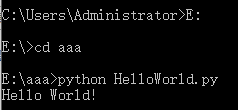 C:\Users\Administrator>E:
E:\>cd aaa
E:\aaa>python HelloWorld.py
Hello World!